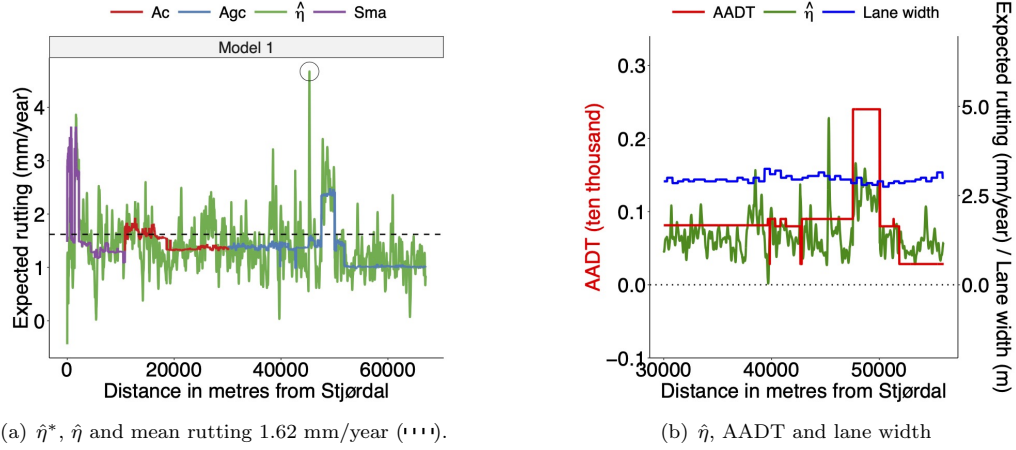 Ac Agc η̂ Sma
Model 1
Expected rutting (mm/year)
4
3
2
1
0
0 20000 40000 60000
Distance in metres from Stjørdal
(a) η̂*, η̂ and mean rutting 1.62 mm/year ( ).
AADT η̂ Lane width
AADT (ten thousand)
0.3
0.2
0.1
0.0
−0.1
5.0
2.5
0.0
Expected rutting (mm/year) / Lane width (m)
30000 40000 50000
Distance in metres from Stjørdal
(b) η̂, AADT and lane width